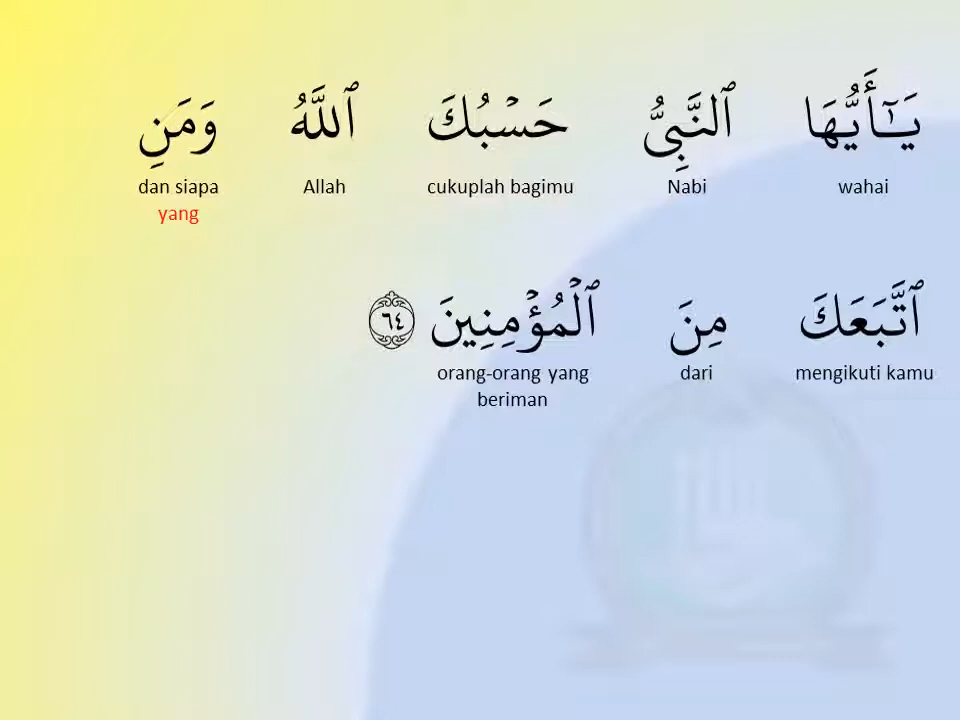 يَـٰٓأَيُّهَا ٱلنَّبِىُّ حَسْبُكَ ٱللَّهُ وَمَنِ
wahai Nabi cukuplah bagimu Allah dan siapa
yang
ٱتَّبَعَكَ مِنَ ٱلْمُؤْمِنِينَ ٦٤
mengikuti kamu dari orang-orang yang
beriman